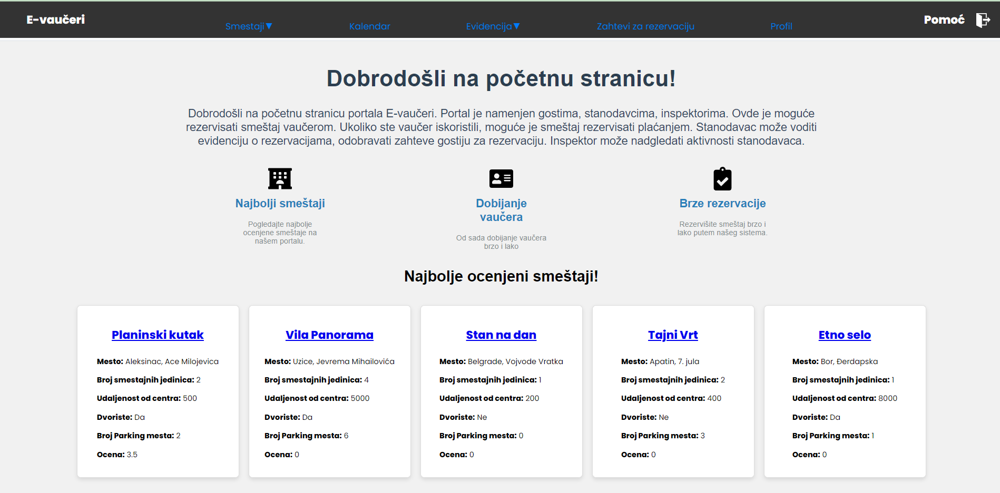 E-vaučeri
Smestaji▼
Kalendar
Evidencija▼
Zahtevi za rezervaciju
Profil
Pomoć
Dobrodošli na početnu stranicu!
Dobrodošli na početnu stranicu portala E-vaučeri. Portal je namenjen gostima, stanodavcima, inspektorima. Ovde je moguće
rezervisati smeštaj vaučerom. Ukoliko ste vaučer iskoristili, moguće je smeštaj rezervisati plaćanjem. Stanodavac može voditi
evidenciju o rezervacijama, odobravati zahteve gostiju za rezervaciju. Inspektor može nadgledati aktivnosti stanodavaca.
Najbolji smeštaji
Pogledajte najbolje
ocenjene smeštaje na
našem portalu.
Dobijanje
vaučera
Od sada dobijanje vaučera
brzo i lako
Brze rezervacije
Rezervišite smeštaj brzo i
lako putem našeg sistema.
Najbolje ocenjeni smeštaji!
Planinski kutak
Mesto: Aleksinac, Ace Milojevica
Broj smestajnih jedinica: 2
Udaljenost od centra: 500
Dvoriste: Da
Broj Parking mesta: 2
Ocena: 3.5
Vila Panorama
Mesto: Uzice, Jevrema Mihailovića
Broj smestajnih jedinica: 4
Udaljenost od centra: 5000
Dvoriste: Da
Broj Parking mesta: 6
Ocena: 0
Stan na dan
Mesto: Belgrade, Vojvode Vratka
Broj smestajnih jedinica: 1
Udaljenost od centra: 200
Dvoriste: Ne
Broj Parking mesta: 0
Ocena: 0
Tajni Vrt
Mesto: Apatin, 7. jula
Broj smestajnih jedinica: 2
Udaljenost od centra: 400
Dvoriste: Ne
Broj Parking mesta: 3
Ocena: 0
Etno selo
Mesto: Bor, Đerdapska
Broj smestajnih jedinica: 1
Udaljenost od centra: 8000
Dvoriste: Da
Broj Parking mesta: 1
Ocena: 0